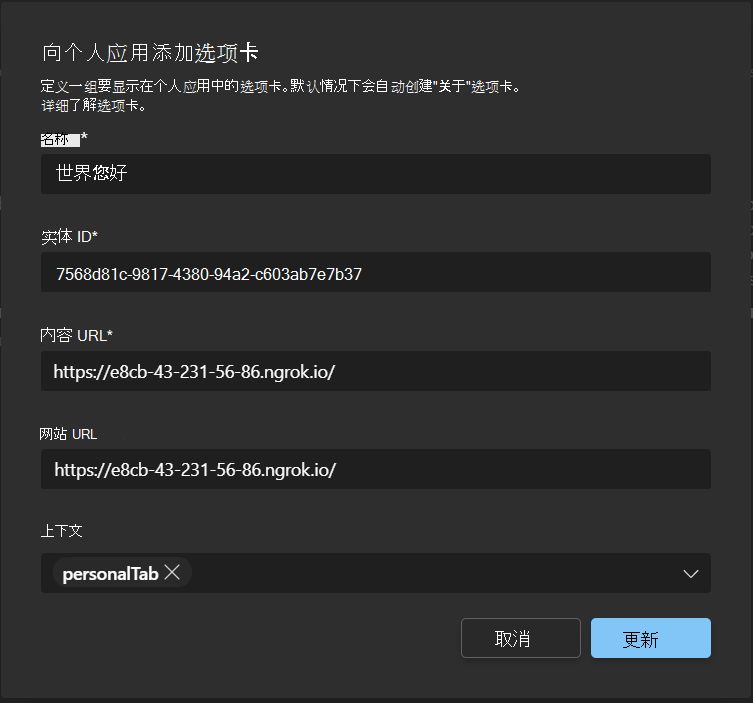 向个人应用添加选项卡
定义一组要显示在个人应用中的选项卡。默认情况下会自动创建"关于"选项卡。
详细了解选项卡。
名称*
世界您好
实体 ID*
7568d81c-9817-4380-94a2-c603ab7e7b37
内容 URL*
https://e8cb-43-231-56-86.ngrok.io/
网站 URL
https://e8cb-43-231-56-86.ngrok.io/
上下文
personalTab
取消
更新